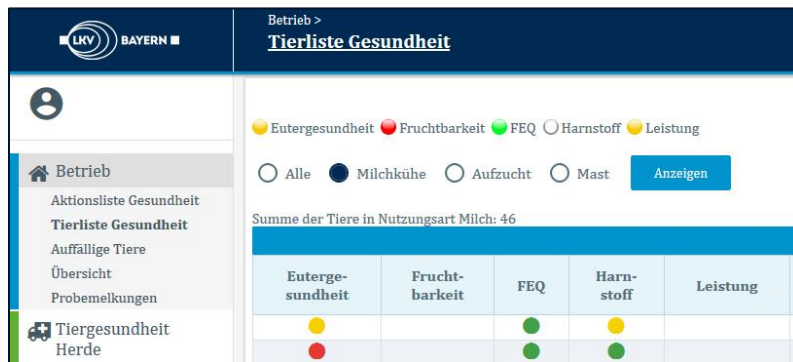 LKV BAYERN
Betrieb >
Tierliste Gesundheit
Eutergesundheit Fruchtbarkeit FEQ Harnstoff Leistung
Betrieb
Alle Milchkühe Aufzucht Mast Anzeigen
Aktionsliste Gesundheit
Tierliste Gesundheit
Auffällige Tiere
Übersicht
Probemelkungen
Tiergesundheit
Herde
Summe der Tiere in Nutzungsart Milch: 46
Euterge-
sundheit
Frucht-
barkeit
FEQ
Harn-
stoff
Leistung